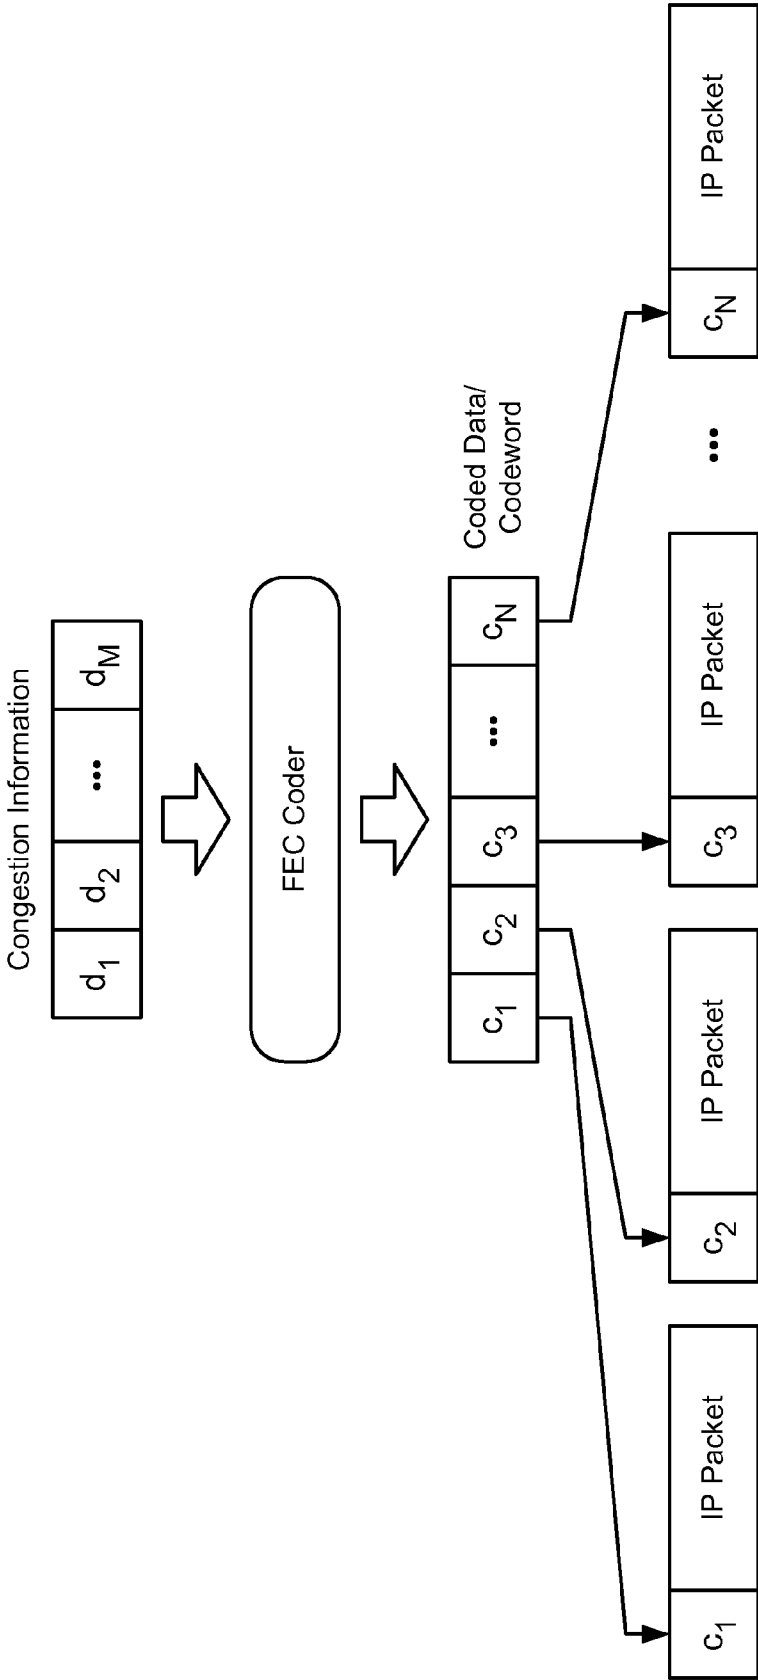 Congestion Information
d1 d2 ... dM
FEC Coder
Coded Data/
Codeword
c1 c2 c3 ... cN
c1 IP Packet c2 IP Packet c3 IP Packet ... cN IP Packet